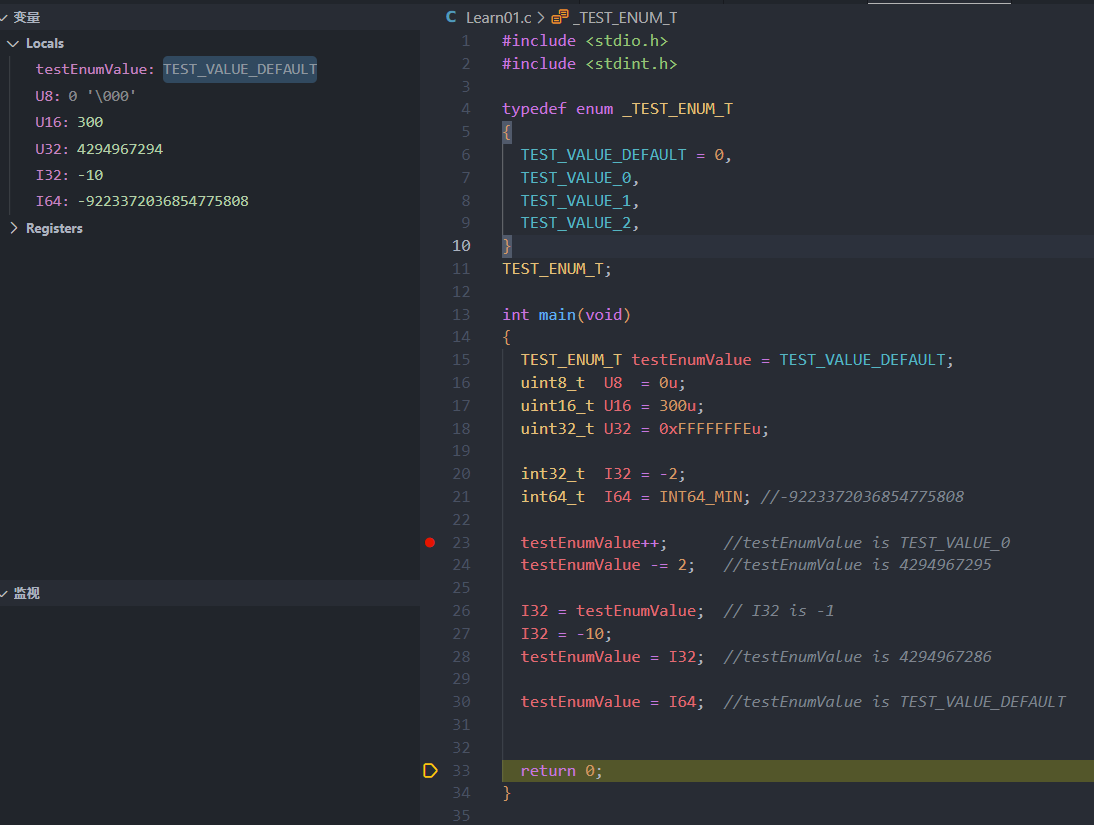 变量
Locals
testEnumValue: TEST_VALUE_DEFAULT
U8: 0 '\000'
U16: 300
U32: 4294967294
I32: -10
I64: -9223372036854775808
Registers
监视
C Learn01.c > _TEST_ENUM_T
1 #include <stdio.h>
2 #include <stdint.h>
3
4 typedef enum _TEST_ENUM_T
5 {
6 TEST_VALUE_DEFAULT = 0,
7 TEST_VALUE_0,
8 TEST_VALUE_1,
9 TEST_VALUE_2,
10 }
11 TEST_ENUM_T;
12
13 int main(void)
14 {
15 TEST_ENUM_T testEnumValue = TEST_VALUE_DEFAULT;
16 uint8_t  U8  = 0u;
17 uint16_t U16 = 300u;
18 uint32_t U32 = 0xFFFFFFFEu;
19
20 int32_t  I32 = -2;
21 int64_t  I64 = INT64_MIN; //-9223372036854775808
22
23 testEnumValue++;      //testEnumValue is TEST_VALUE_0
24 testEnumValue -= 2;   //testEnumValue is 4294967295
25
26 I32 = testEnumValue;  // I32 is -1
27 I32 = -10;
28 testEnumValue = I32;  //testEnumValue is 4294967286
29
30 testEnumValue = I64;  //testEnumValue is TEST_VALUE_DEFAULT
31
32
33 return 0;
34 }
35